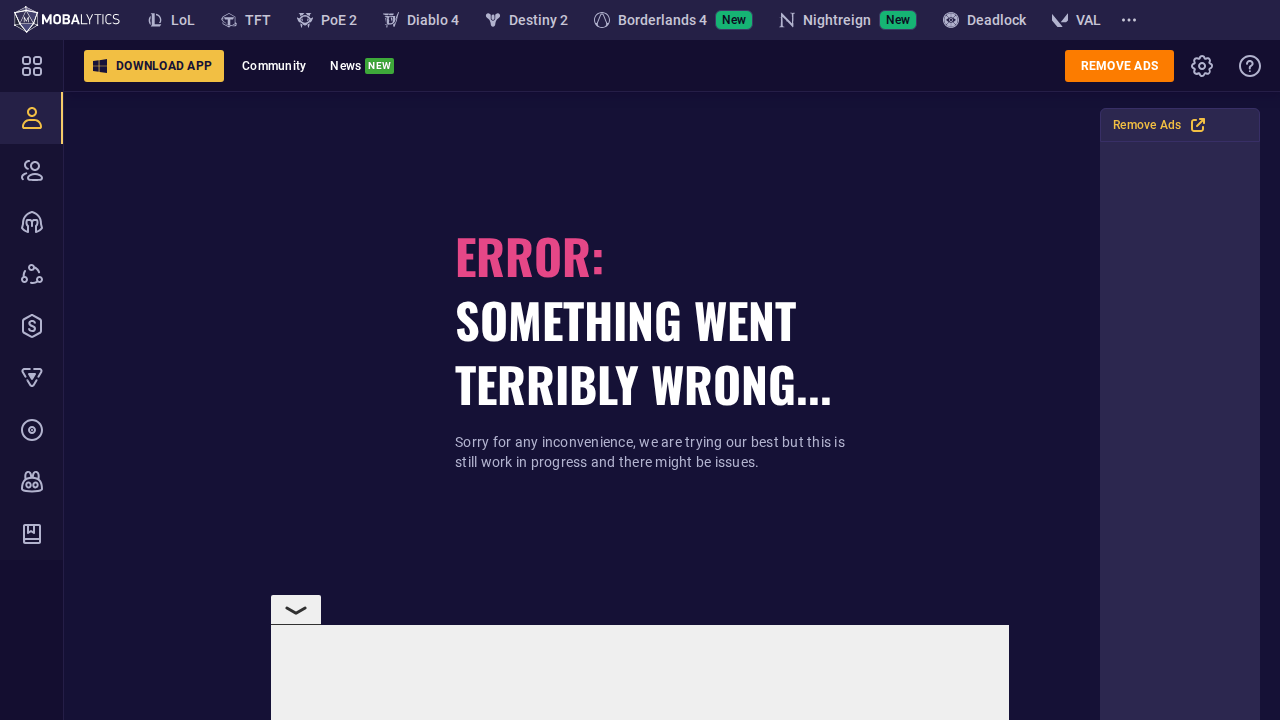 MOBALYTICS
LoL
TFT
PoE 2
Diablo 4
Destiny 2
Borderlands 4 New
Nightreign New
Deadlock
VAL
DOWNLOAD APP
Community
News NEW
REMOVE ADS
Remove Ads
ERROR:
SOMETHING WENT
TERRIBLY WRONG...
Sorry for any inconvenience, we are trying our best but this is
still work in progress and there might be issues.